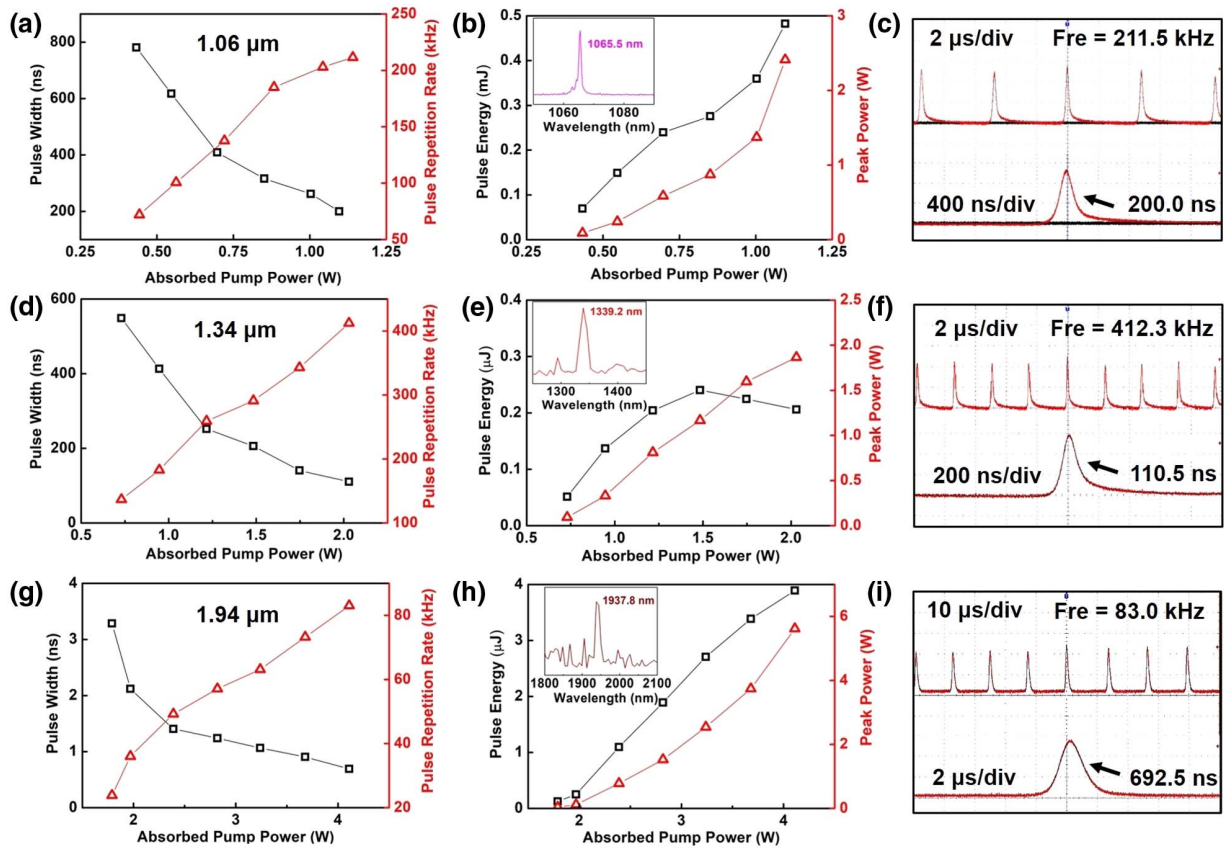 (a)
1.06 μm
Pulse Width (ns)
800
600
400
200
Pulse Repetition Rate (kHz)
250
200
150
100
50
0.25 0.50 0.75 1.00 1.25
Absorbed Pump Power (W)
(b)
Pulse Energy (mJ)
0.5
0.4
0.3
0.2
0.1
0.0
1065.5 nm
1060 1080
Wavelength (nm)
Peak Power (W)
3
2
1
0
0.25 0.50 0.75 1.00 1.25
Absorbed Pump Power (W)
(c)
2 μs/div Fre = 211.5 kHz
400 ns/div 200.0 ns
(d)
1.34 μm
Pulse Width (ns)
600
400
200
0
Pulse Repetition Rate (kHz)
400
300
200
100
0.5 1.0 1.5 2.0
Absorbed Pump Power (W)
(e)
Pulse Energy (μJ)
0.4
0.3
0.2
0.1
0.0
1339.2 nm
1300 1400
Wavelength (nm)
Peak Power (W)
2.5
2.0
1.5
1.0
0.5
0.0
0.5 1.0 1.5 2.0
Absorbed Pump Power (W)
(f)
2 μs/div Fre = 412.3 kHz
200 ns/div 110.5 ns
(g)
1.94 μm
Pulse Width (ns)
4
3
2
1
0
Pulse Repetition Rate (kHz)
80
60
40
20
2 3 4
Absorbed Pump Power (W)
(h)
Pulse Energy (μJ)
4
3
2
1
0
1937.8 nm
1800 1900 2000 2100
Wavelength (nm)
Peak Power (W)
6
4
2
0
2 3 4
Absorbed Pump Power (W)
(i)
10 μs/div Fre = 83.0 kHz
2 μs/div 692.5 ns